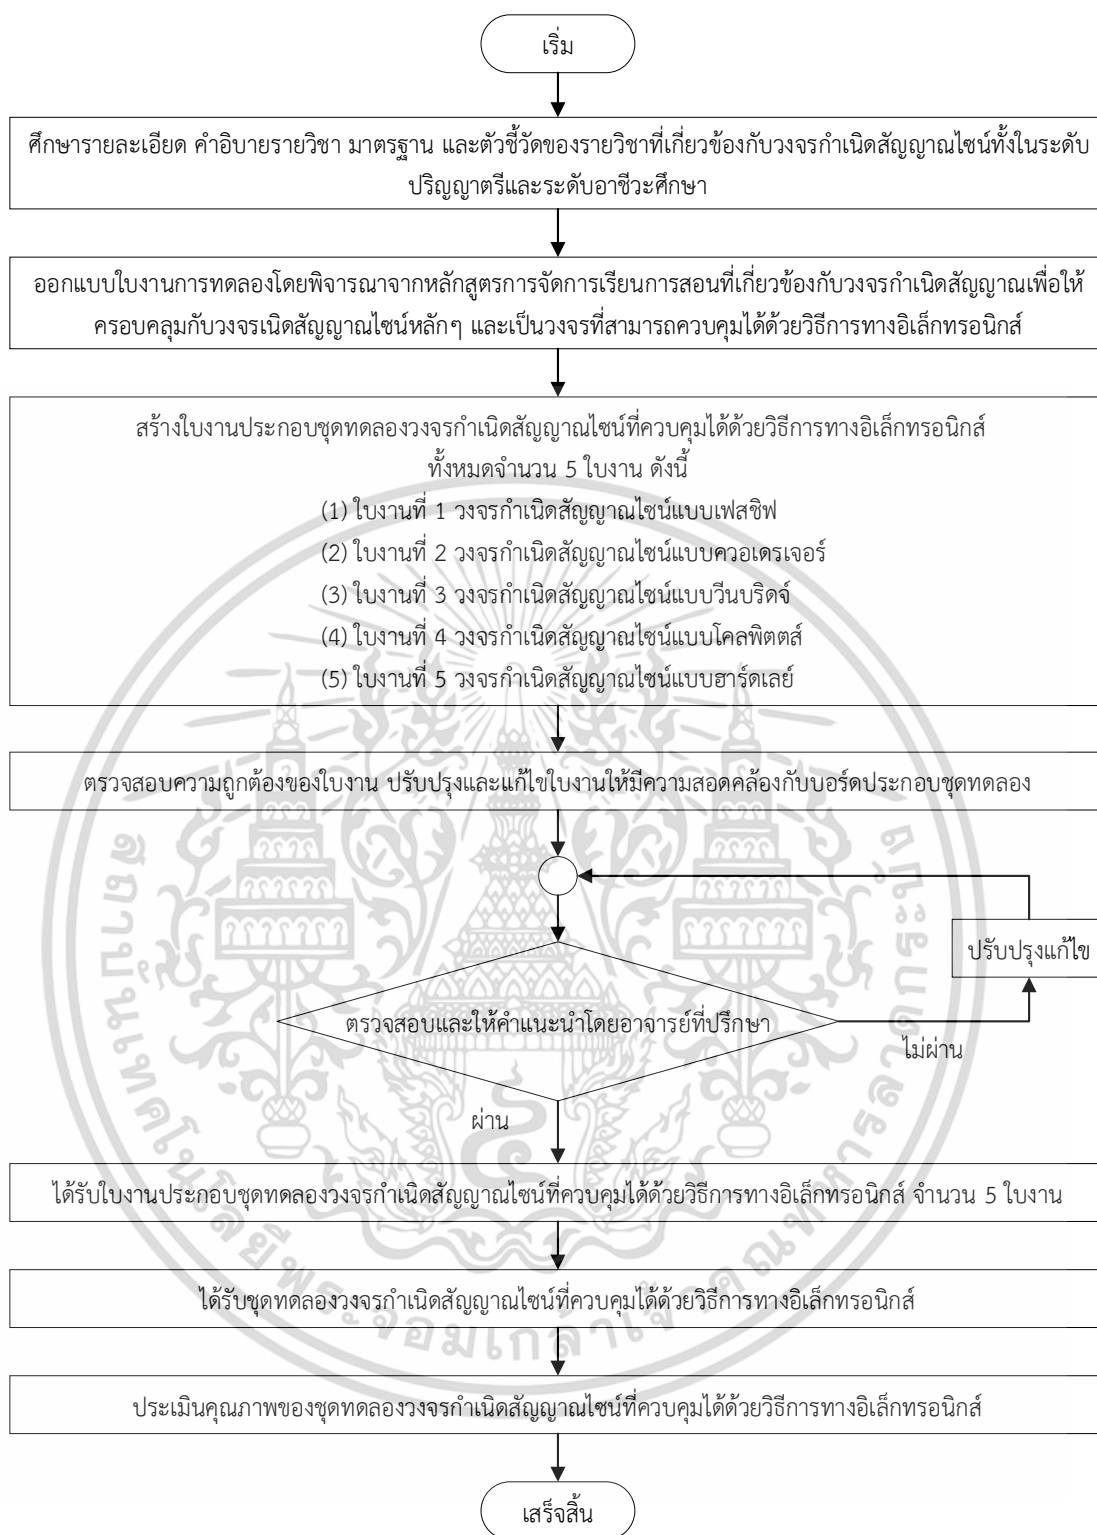 เริ่ม
ศึกษารายละเอียด คำอิบายรายวิชา มาตรฐาน และตัวชี้วัดของรายวิชาที่เกี่ยวข้องกับวงจรกำเนิดสัญญาณไซน์ทั้งในระดับ
ปริญญาตรีและระดับอาชีวะศึกษา
ออกแบบใบงานการทดลองโดยพิจารณาจากหลักสูตรการจัดการเรียนการสอนที่เกี่ยวข้องกับวงจรกำเนิดสัญญาณเพื่อให้
ครอบคลุมกับวงจรเนิดสัญญาณไซน์หลักๆ และเป็นวงจรที่สามารถควบคุมได้ด้วยวิธีการทางอิเล็กทรอนิกส์
สร้างใบงานประกอบชุดทดลองวงจรกำเนิดสัญญาณไซน์ที่ควบคุมได้ด้วยวิธีการทางอิเล็กทรอนิกส์
ทั้งหมดจำนวน 5 ใบงาน ดังนี้
(1) ใบงานที่ 1 วงจรกำเนิดสัญญาณไซน์แบบเฟสชิฟ
(2) ใบงานที่ 2 วงจรกำเนิดสัญญาณไซน์แบบควอเดรเจอร์
(3) ใบงานที่ 3 วงจรกำเนิดสัญญาณไซน์แบบวีนบริดจ์
(4) ใบงานที่ 4 วงจรกำเนิดสัญญาณไซน์แบบโคลพิตตส์
(5) ใบงานที่ 5 วงจรกำเนิดสัญญาณไซน์แบบฮาร์ดเลย์
ตรวจสอบความถูกต้องของใบงาน ปรับปรุงและแก้ไขใบงานให้มีความสอดคล้องกับบอร์ดประกอบชุดทดลอง
ปรับปรุงแก้ไข
ตรวจสอบและให้คำแนะนำโดยอาจารย์ที่ปรึกษา
ไม่ผ่าน
ผ่าน
ได้รับใบงานประกอบชุดทดลองวงจรกำเนิดสัญญาณไซน์ที่ควบคุมได้ด้วยวิธีการทางอิเล็กทรอนิกส์ จำนวน 5 ใบงาน
ได้รับชุดทดลองวงจรกำเนิดสัญญาณไซน์ที่ควบคุมได้ด้วยวิธีการทางอิเล็กทรอนิกส์
ประเมินคุณภาพของชุดทดลองวงจรกำเนิดสัญญาณไซน์ที่ควบคุมได้ด้วยวิธีการทางอิเล็กทรอนิกส์
เสร็จสิ้น
สถาบันเทคโนโลยีพระจอมเกล้าเจ้าคุณทหารลาดกระบัง